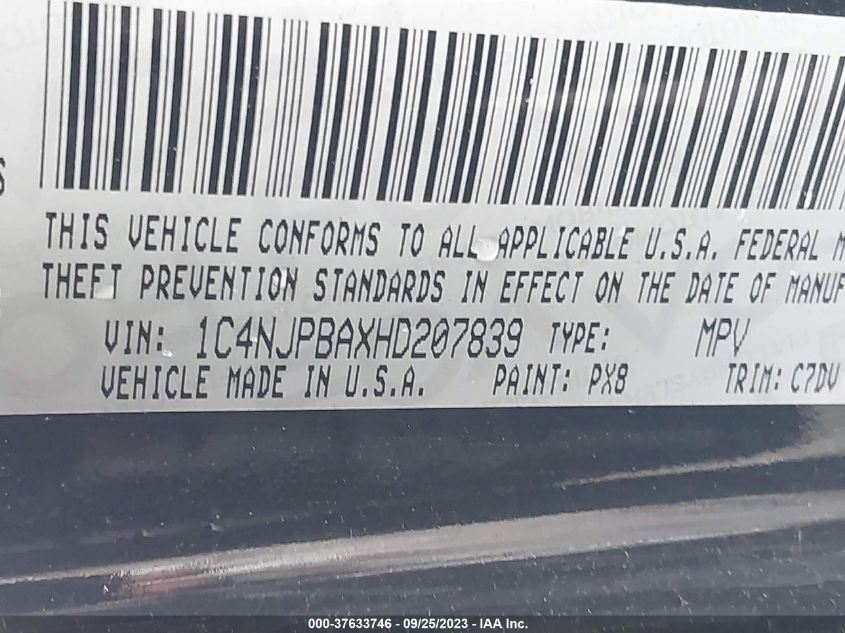 THIS VEHICLE CONFORMS TO ALL APPLICABLE U.S.A. FEDERAL
THEFT PREVENTION STANDARDS IN EFFECT ON THE DATE OF MANUF
VIN: 1C4NJPBAXHD207839 TYPE: MPV
VEHICLE MADE IN U.S.A. PAINT: PX8 TRIM: C7DV
000-37633746 - 09/25/2023 - IAA Inc.